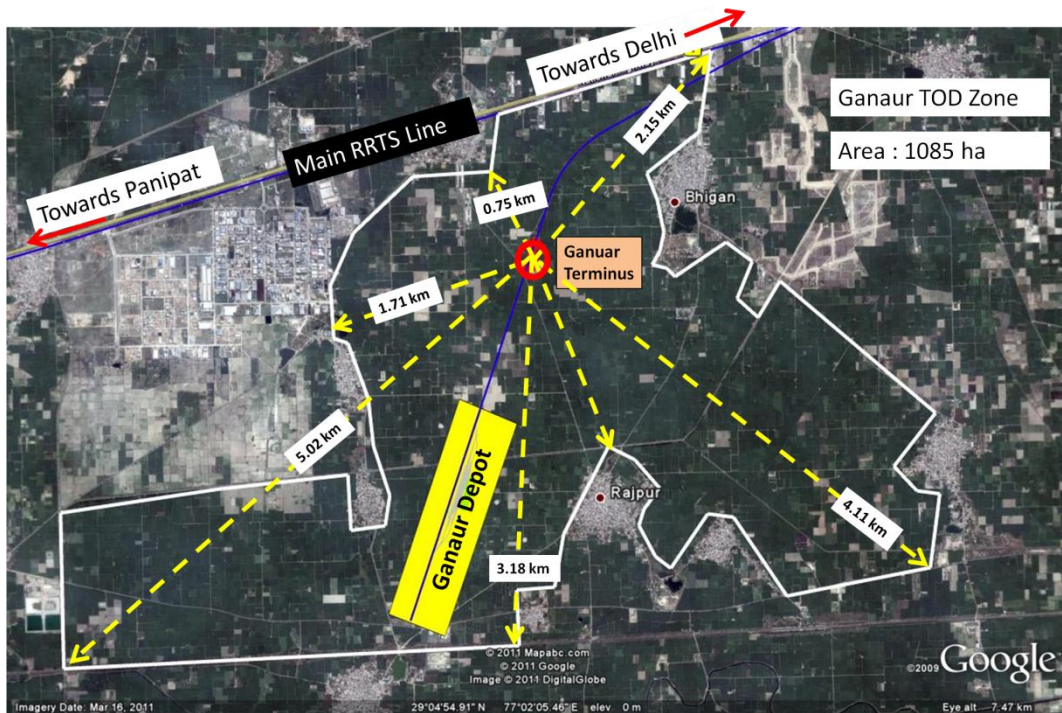 Towards Delhi
Ganaur TOD Zone
Area : 1085 ha
Main RRTS Line
Towards Panipat
2.15 km
Bhigan
0.75 km
Ganuar
Terminus
1.71 km
5.02 km
Rajpur
Ganaur Depot
4.11 km
3.18 km
© 2011 Mapabc.com
© 2011 Google
Image © 2011 DigitalGlobe
©2009 Google
Imagery Date: Mar 16, 2011
29°04'54.91" N 77°02'05.46" E elev 0 m
Eye alt 7.47 km